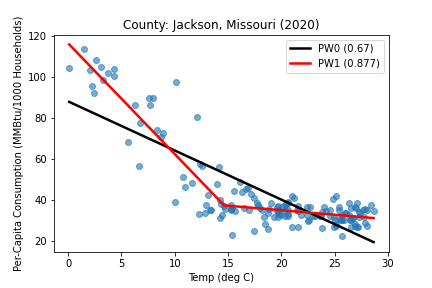 County: Jackson, Missouri (2020)
PW0 (0.67)
PW1 (0.877)
Per-Capita Consumption (MMBtu/1000 Households)
120
100
80
60
40
20
0 5 10 15 20 25 30
Temp (deg C)